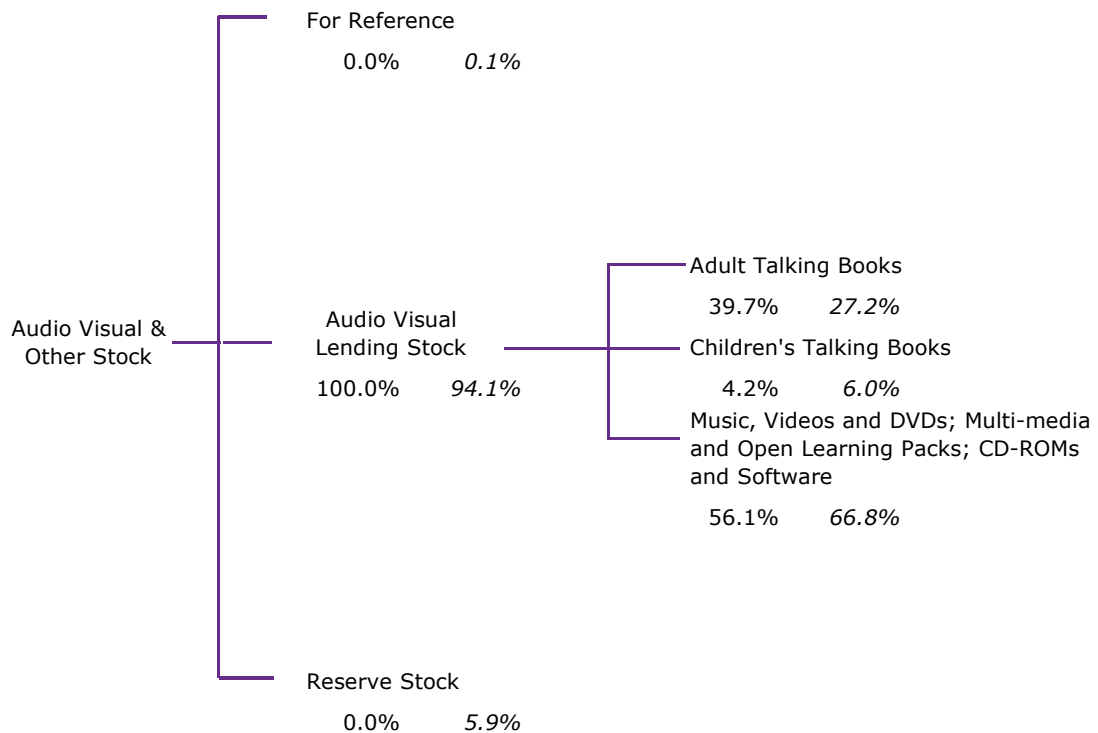 For Reference
0.0% 0.1%
Audio Visual &
Other Stock
Audio Visual
Lending Stock
100.0% 94.1%
Adult Talking Books
39.7% 27.2%
Children's Talking Books
4.2% 6.0%
Music, Videos and DVDs; Multi-media
and Open Learning Packs; CD-ROMs
and Software
56.1% 66.8%
Reserve Stock
0.0% 5.9%